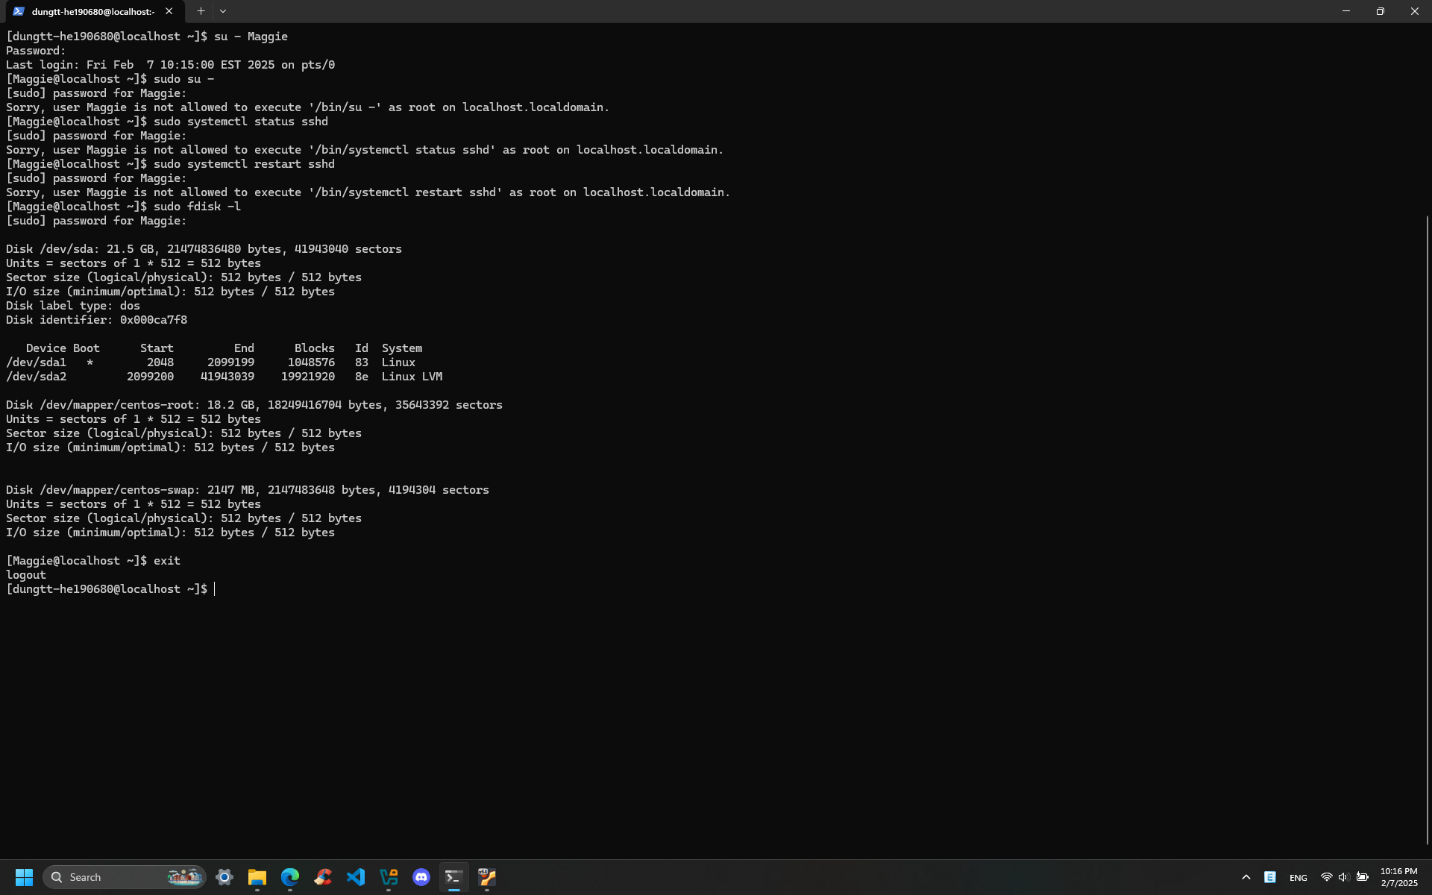 dungtt-he190680@localhost:-
[dungtt-he190680@localhost ~]$ su - Maggie
Password:
Last login: Fri Feb  7 10:15:00 EST 2025 on pts/0
[Maggie@localhost ~]$ sudo su -
[sudo] password for Maggie:
Sorry, user Maggie is not allowed to execute '/bin/su -' as root on localhost.localdomain.
[Maggie@localhost ~]$ sudo systemctl status sshd
[sudo] password for Maggie:
Sorry, user Maggie is not allowed to execute '/bin/systemctl status sshd' as root on localhost.localdomain.
[Maggie@localhost ~]$ sudo systemctl restart sshd
[sudo] password for Maggie:
Sorry, user Maggie is not allowed to execute '/bin/systemctl restart sshd' as root on localhost.localdomain.
[Maggie@localhost ~]$ sudo fdisk -l
[sudo] password for Maggie:
Disk /dev/sda: 21.5 GB, 21474836480 bytes, 41943040 sectors
Units = sectors of 1 * 512 = 512 bytes
Sector size (logical/physical): 512 bytes / 512 bytes
I/O size (minimum/optimal): 512 bytes / 512 bytes
Disk label type: dos
Disk identifier: 0x000ca7f8
   Device Boot      Start         End      Blocks   Id  System
/dev/sda1   *        2048     2099199     1048576   83  Linux
/dev/sda2         2099200    41943039    19921920   8e  Linux LVM
Disk /dev/mapper/centos-root: 18.2 GB, 18249416704 bytes, 35643392 sectors
Units = sectors of 1 * 512 = 512 bytes
Sector size (logical/physical): 512 bytes / 512 bytes
I/O size (minimum/optimal): 512 bytes / 512 bytes
Disk /dev/mapper/centos-swap: 2147 MB, 2147483648 bytes, 4194304 sectors
Units = sectors of 1 * 512 = 512 bytes
Sector size (logical/physical): 512 bytes / 512 bytes
I/O size (minimum/optimal): 512 bytes / 512 bytes
[Maggie@localhost ~]$ exit
logout
[dungtt-he190680@localhost ~]$
Search
ENG
10:16 PM
2/7/2025